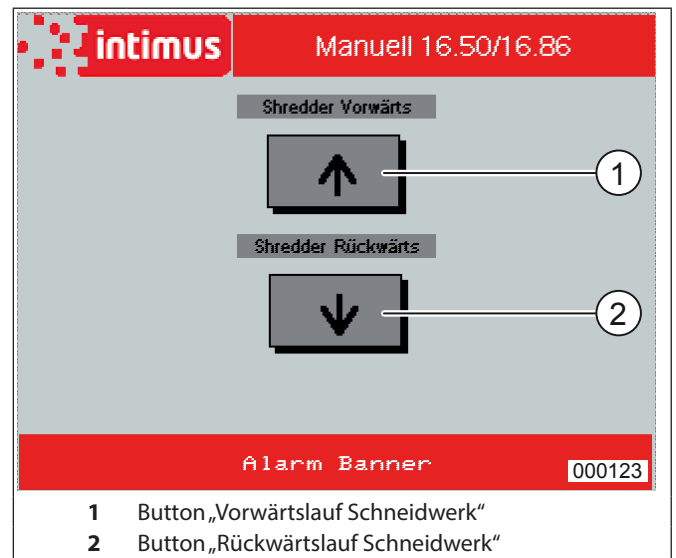 intimus
Manuell 16.50/16.86
Shredder Vorwärts
1
Shredder Rückwärts
2
Alarm Banner
000123
1 Button „Vorwärtslauf Schneidwerk“
2 Button „Rückwärtslauf Schneidwerk“